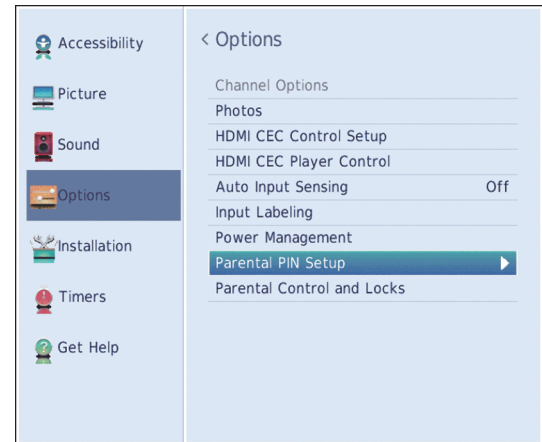 Accessibility
Picture
Sound
Options
Installation
Timers
Get Help
< Options
Channel Options
Photos
HDMI CEC Control Setup
HDMI CEC Player Control
Auto Input Sensing Off
Input Labeling
Power Management
Parental PIN Setup
Parental Control and Locks